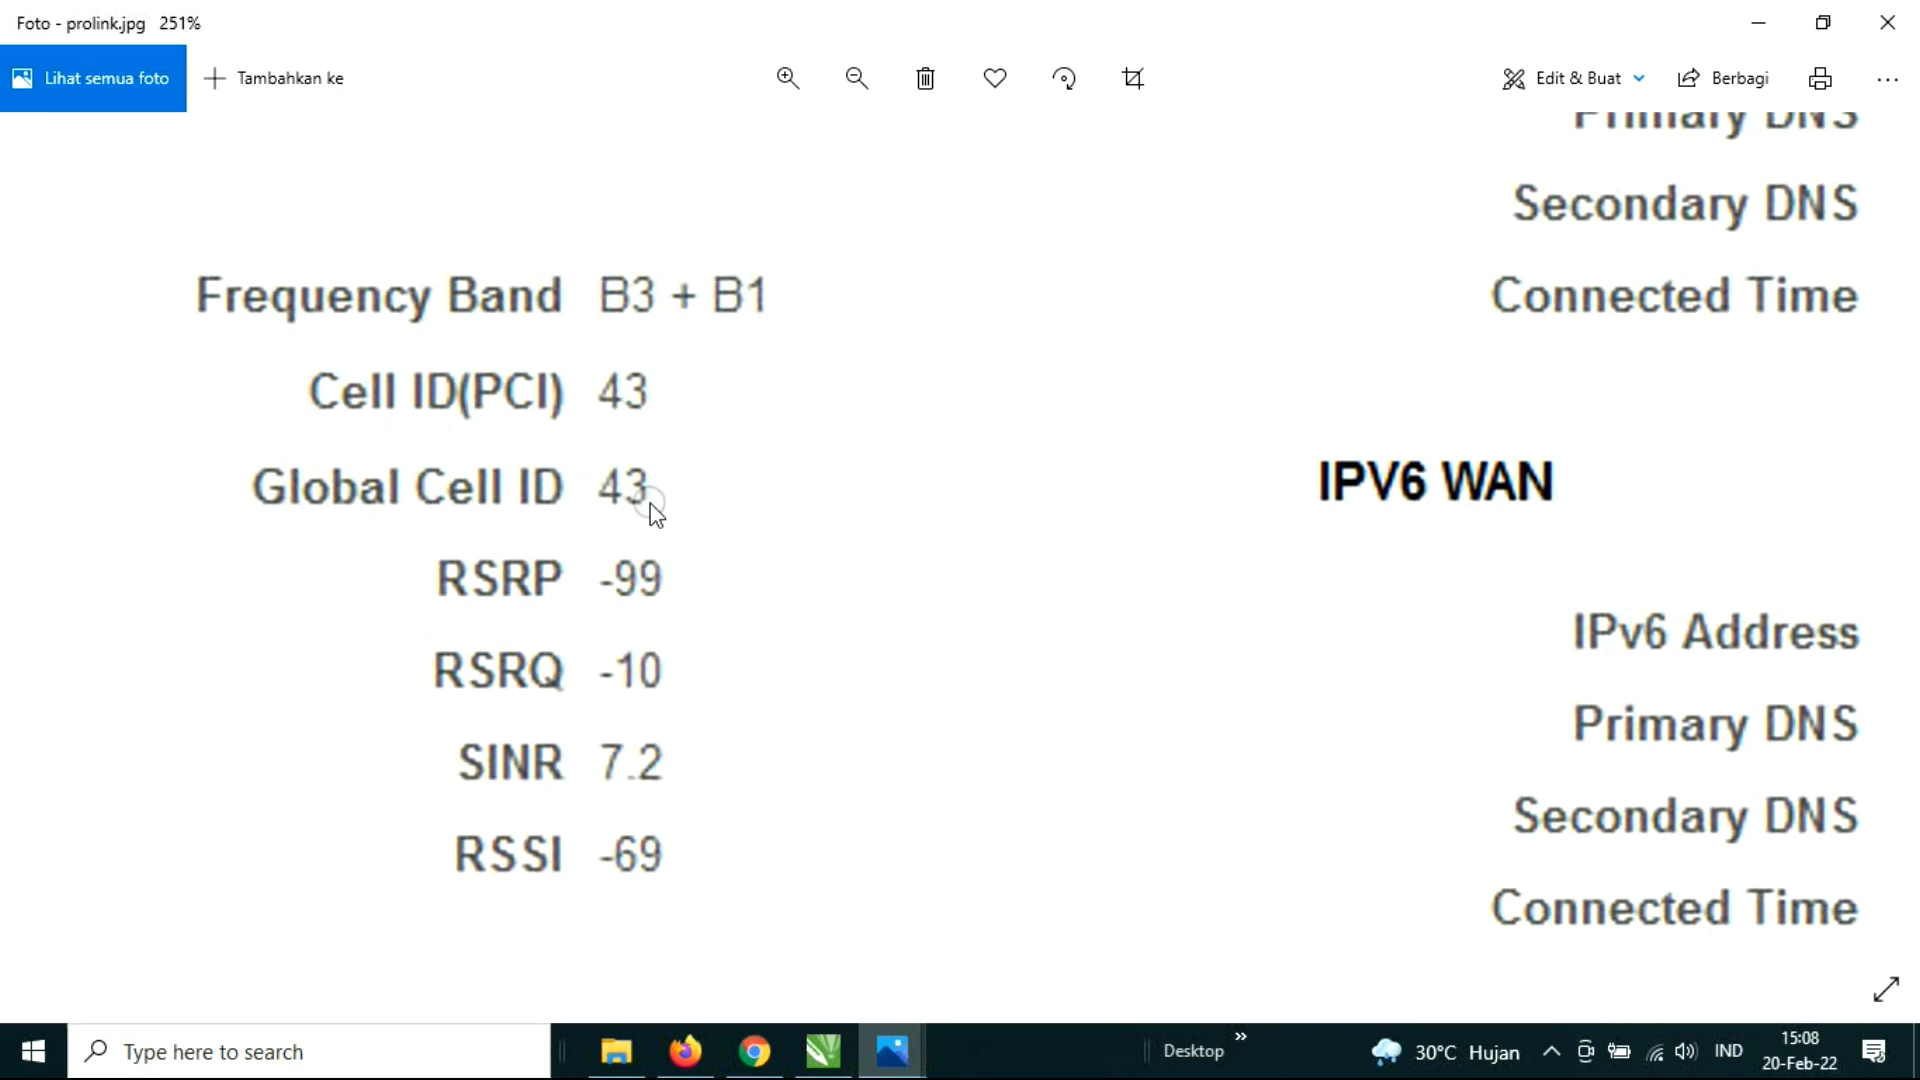 Foto - prolink.jpg 251%
Lihat semua foto
Tambahkan ke
Edit & Buat
Berbagi
Primary DNS
Secondary DNS
Connected Time
Frequency Band B3 + B1
Cell ID(PCI) 43
Global Cell ID 43
RSRP -99
RSRQ -10
SINR 7.2
RSSI -69
IPV6 WAN
IPv6 Address
Primary DNS
Secondary DNS
Connected Time
Type here to search
Desktop
30°C Hujan
IND
15:08
20-Feb-22